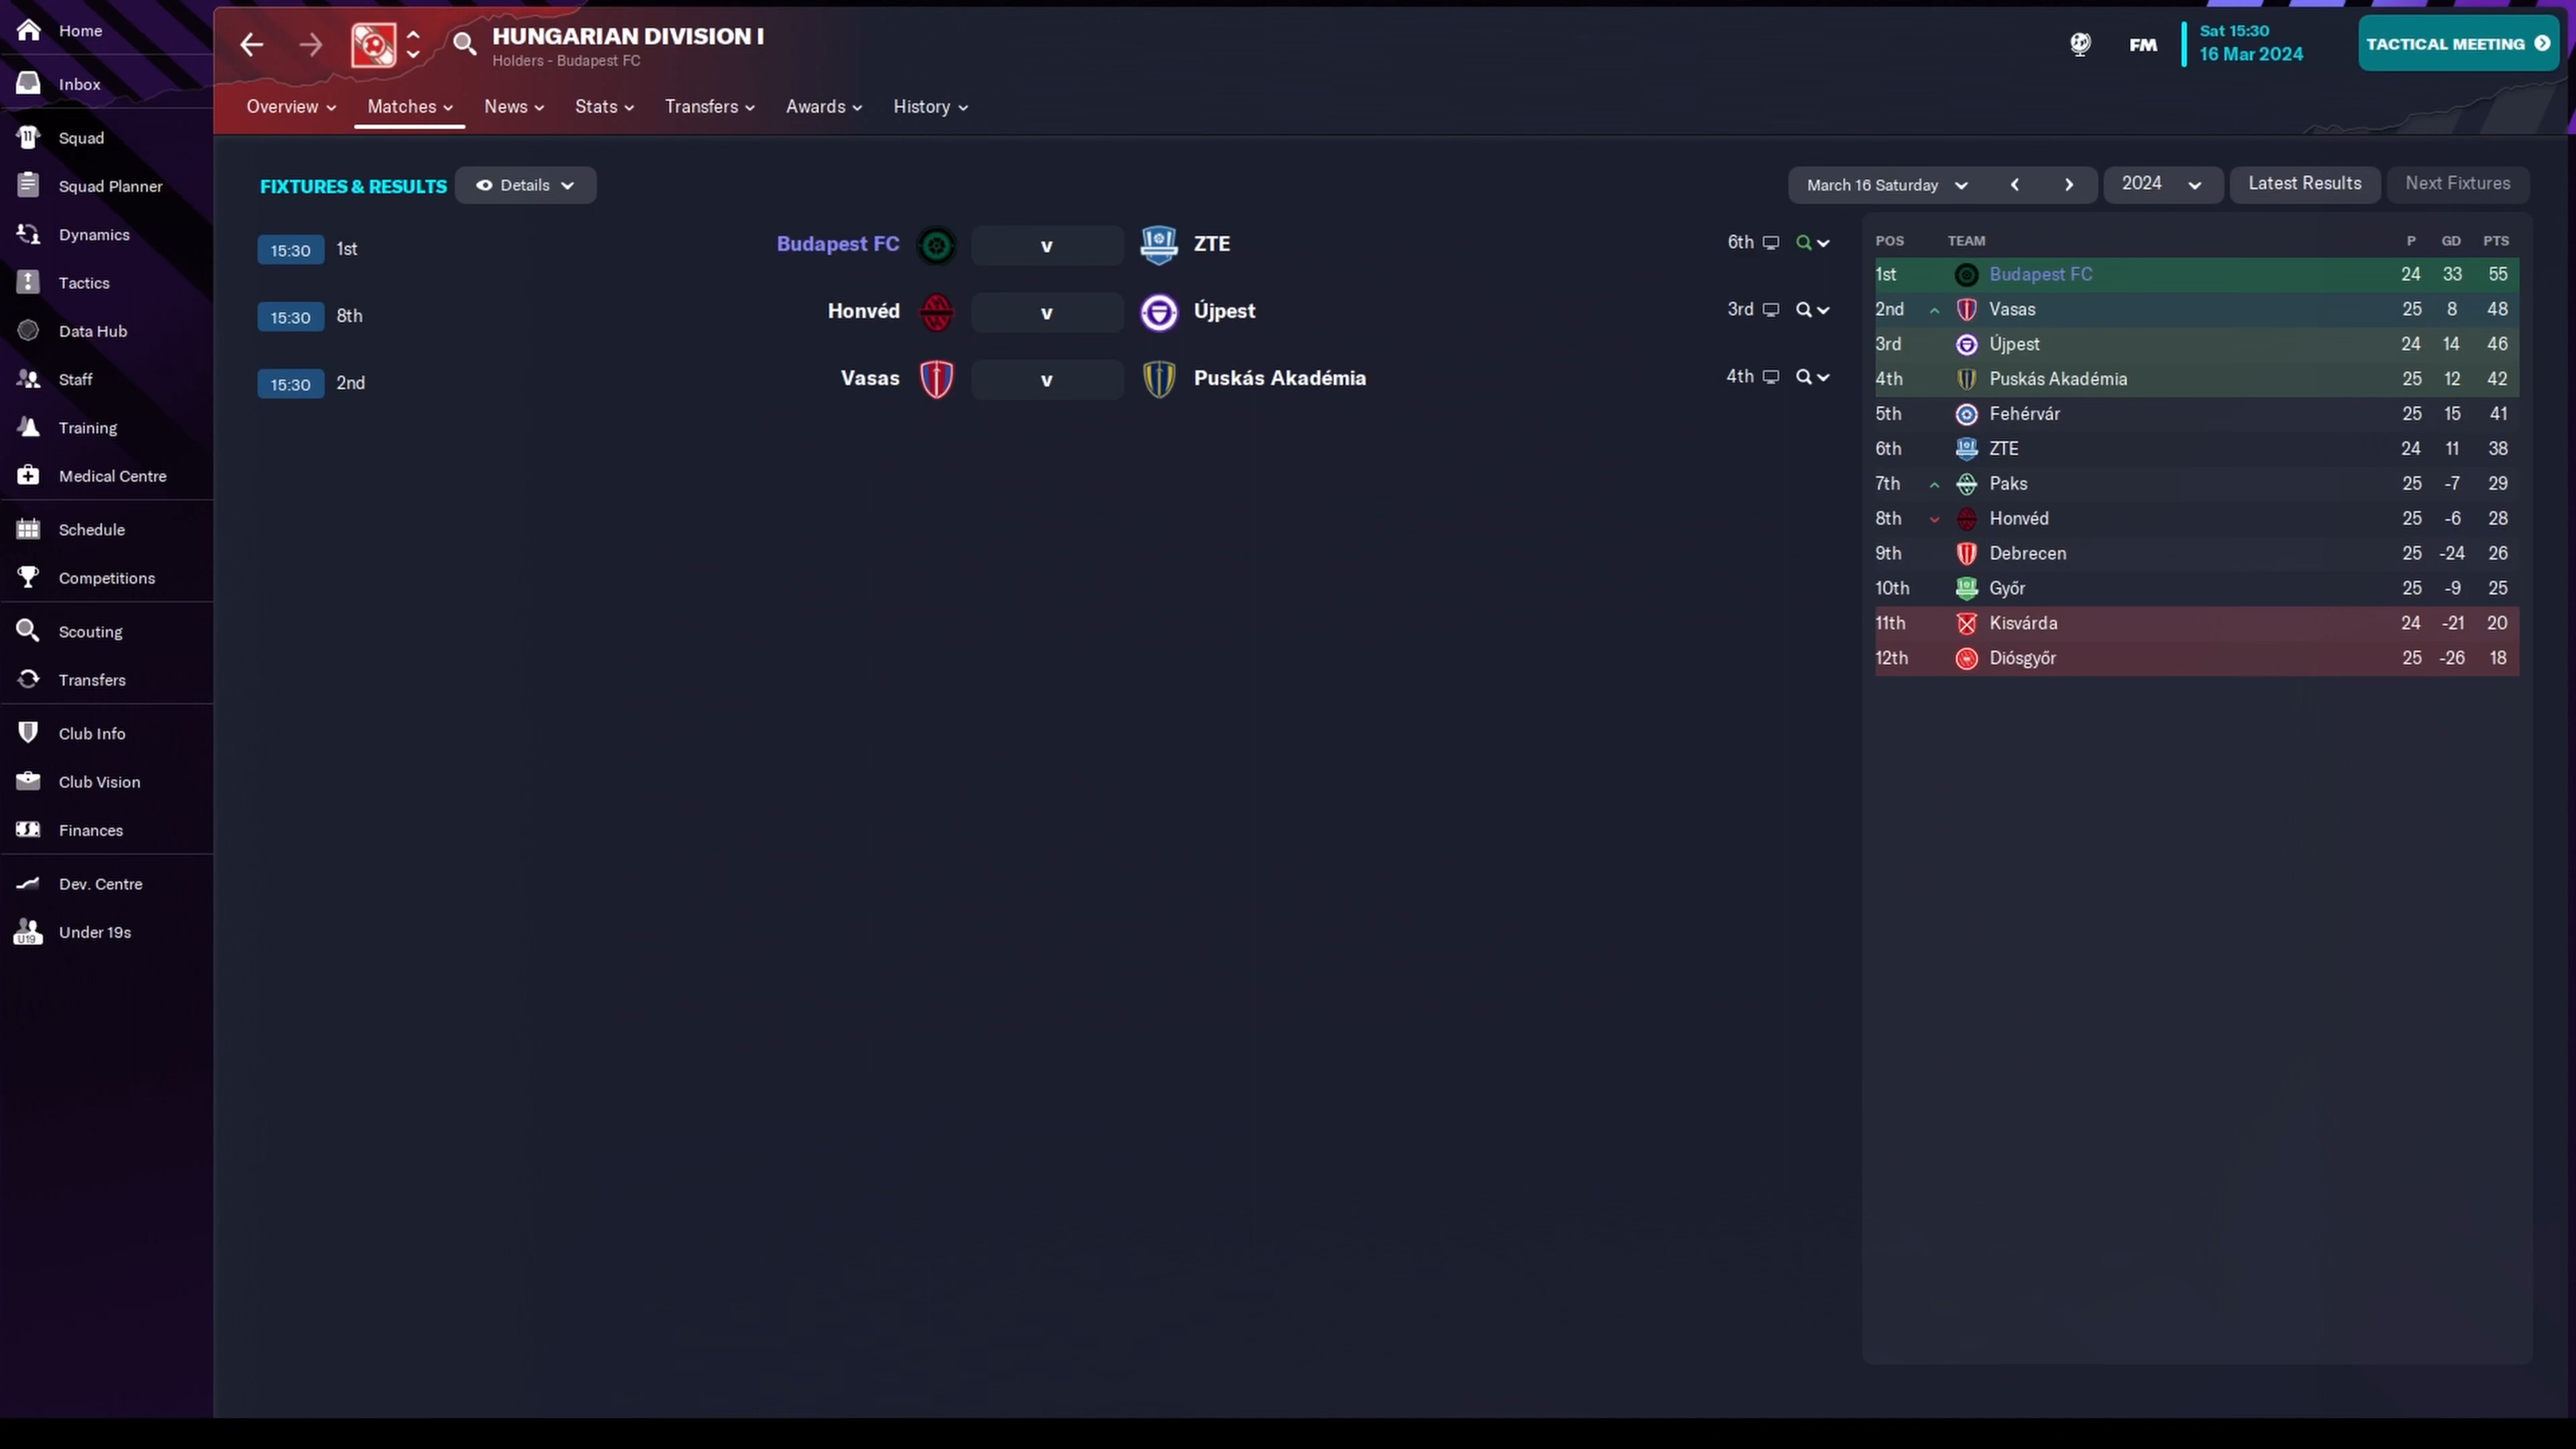 Home
Inbox
Squad
Squad Planner
Dynamics
Tactics
Data Hub
Staff
Training
Medical Centre
Schedule
Competitions
Scouting
Transfers
Club Info
Club Vision
Finances
Dev. Centre
U19 Under 19s
HUNGARIAN DIVISION I
Holders - Budapest FC
FM
Sat 15:30
16 Mar 2024
TACTICAL MEETING
Overview Matches News Stats Transfers Awards History
FIXTURES & RESULTS Details
March 16 Saturday 2024 Latest Results Next Fixtures
15:30 1st Budapest FC v ZTE 6th
15:30 8th Honvéd v Újpest 3rd
15:30 2nd Vasas v Puskás Akadémia 4th
POS TEAM P GD PTS
1st Budapest FC 24 33 55
2nd Vasas 25 8 48
3rd Újpest 24 14 46
4th Puskás Akadémia 25 12 42
5th Fehérvár 25 15 41
6th ZTE 24 11 38
7th Paks 25 -7 29
8th Honvéd 25 -6 28
9th Debrecen 25 -24 26
10th Győr 25 -9 25
11th Kisvárda 24 -21 20
12th Diósgyőr 25 -26 18